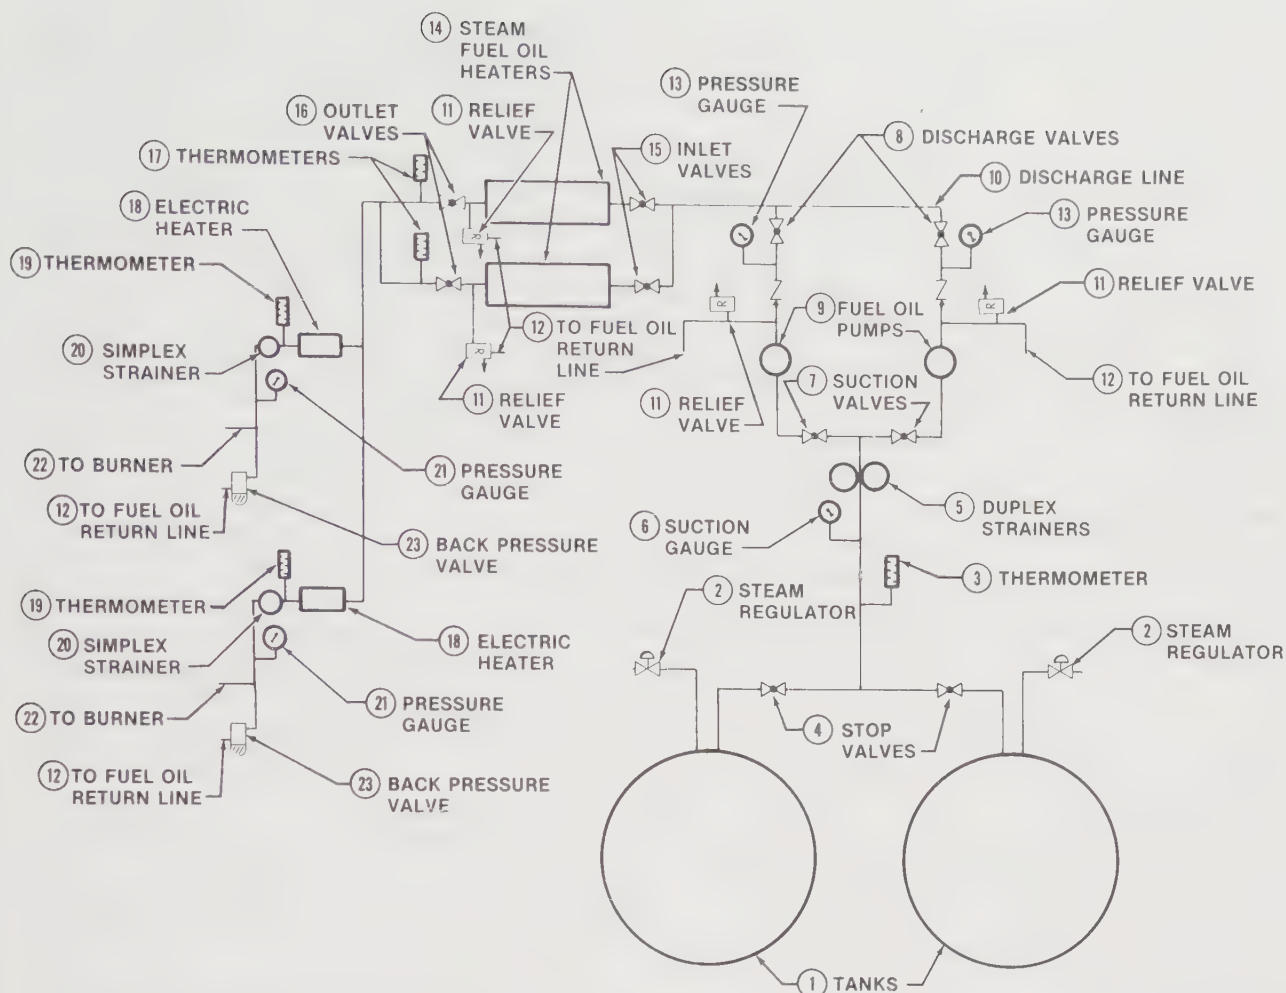 14 STEAM
FUEL OIL
HEATERS
13 PRESSURE
GAUGE
16 OUTLET
VALVES
11 RELIEF
VALVE
8 DISCHARGE VALVES
17 THERMOMETERS
15 INLET
VALVES
10 DISCHARGE LINE
18 ELECTRIC
HEATER
13 PRESSURE
GAUGE
R
19 THERMOMETER
11 RELIEF VALVE
R
R
9 FUEL OIL
PUMPS
12 TO FUEL OIL
RETURN
LINE
20 SIMPLEX
STRAINER
R
7 SUCTION
VALVES
12 TO FUEL OIL
RETURN LINE
11 RELIEF
VALVE
11 RELIEF
VALVE
22 TO BURNER
21 PRESSURE
GAUGE
12 TO FUEL OIL
RETURN LINE
5 DUPLEX
STRAINERS
6 SUCTION
GAUGE
23 BACK PRESSURE
VALVE
3 THERMOMETER
19 THERMOMETER
2 STEAM
REGULATOR
20 SIMPLEX
STRAINER
18 ELECTRIC
HEATER
2 STEAM
REGULATOR
22 TO BURNER
21 PRESSURE
GAUGE
4 STOP
VALVES
12 TO FUEL OIL
RETURN LINE
23 BACK PRESSURE
VALVE
1 TANKS